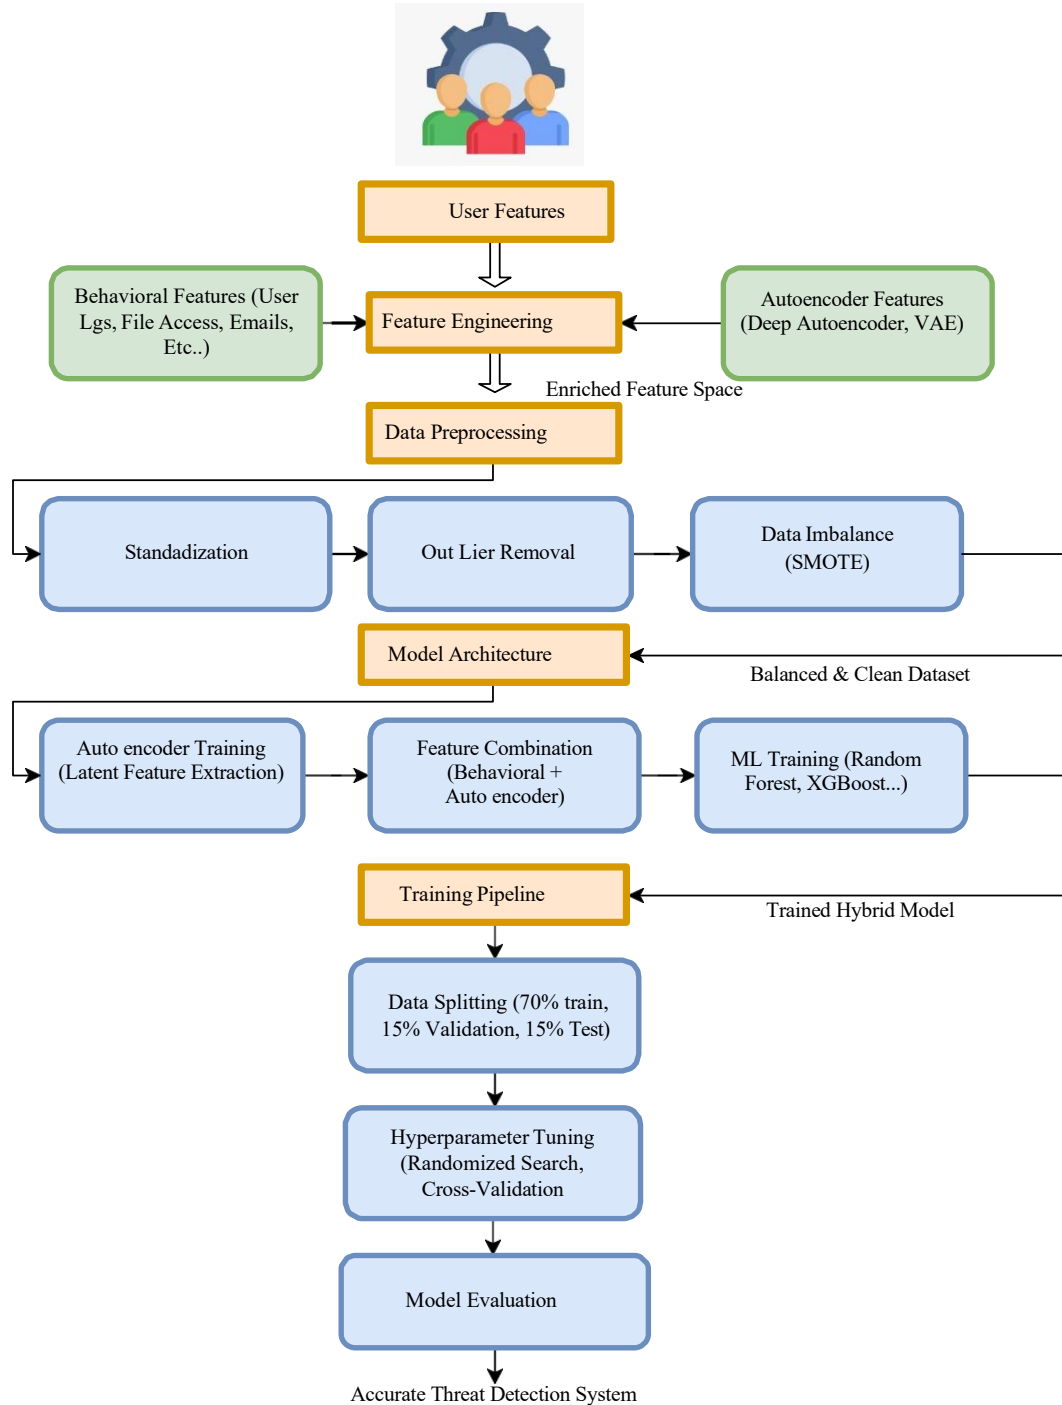 User Features
Behavioral Features (User
Lgs, File Access, Emails,
Etc..)
Feature Engineering
Autoencoder Features
(Deep Autoencoder, VAE)
Enriched Feature Space
Data Preprocessing
Standadization
Out Lier Removal
Data Imbalance
(SMOTE)
Model Architecture
Balanced & Clean Dataset
Auto encoder Training
(Latent Feature Extraction)
Feature Combination
(Behavioral +
Auto encoder)
ML Training (Random
Forest, XGBoost...)
Training Pipeline
Trained Hybrid Model
Data Splitting (70% train,
15% Validation, 15% Test)
Hyperparameter Tuning
(Randomized Search,
Cross-Validation
Model Evaluation
Accurate Threat Detection System